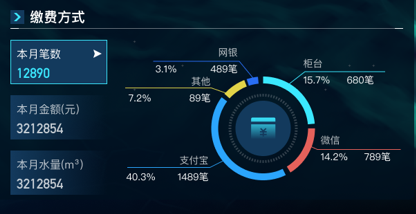 缴费方式
本月笔数
12890
本月金额(元)
3212854
本月水量(m³)
3212854
网银
3.1% 489笔
其他
7.2% 89笔
支付宝
40.3% 1489笔
柜台
15.7% 680笔
微信
14.2% 789笔